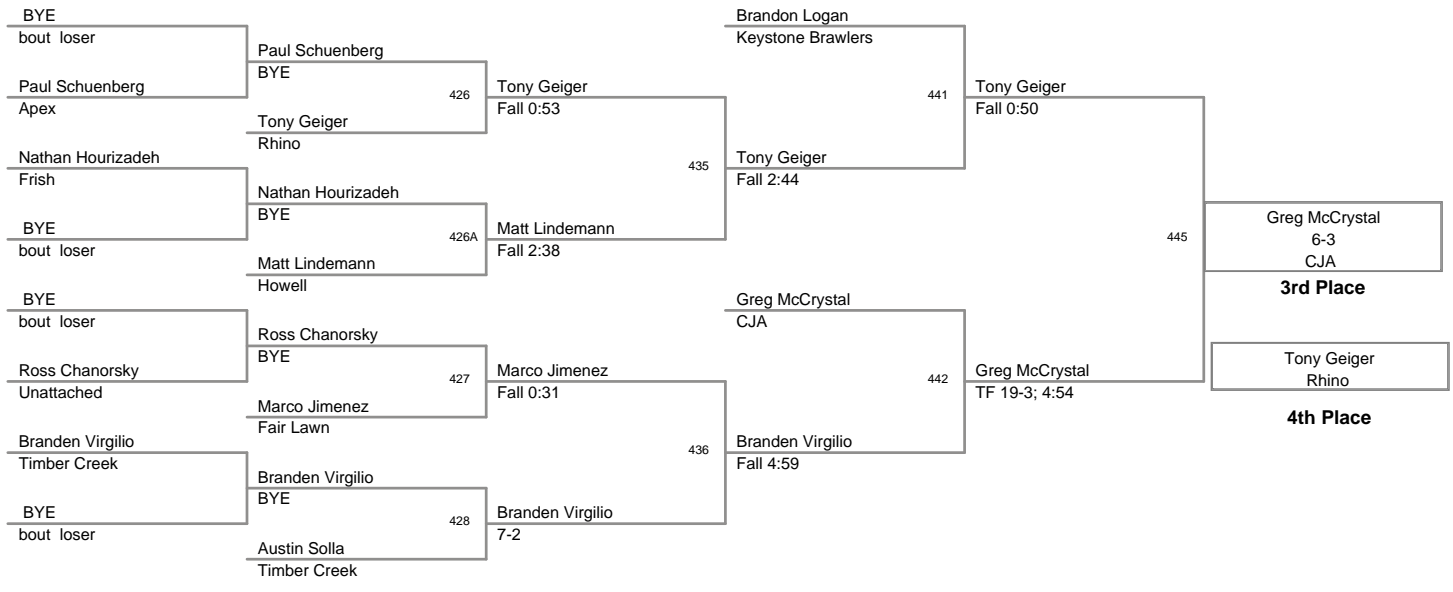 BYE
bout loser
Paul Schuenberg
Apex
Nathan Hourizadeh
Frish
BYE
bout loser
BYE
bout loser
Ross Chanorsky
Unattached
Branden Virgilio
Timber Creek
BYE
bout loser
Paul Schuenberg
BYE
426
Tony Geiger
Rhino
Nathan Hourizadeh
BYE
426A
Matt Lindemann
Howell
Ross Chanorsky
BYE
427
Marco Jimenez
Fair Lawn
Branden Virgilio
BYE
428
Austin Solla
Timber Creek
Tony Geiger
Fall 0:53
435
Matt Lindemann
Fall 2:38
Marco Jimenez
Fall 0:31
436
Branden Virgilio
7-2
Brandon Logan
Keystone Brawlers
441
Tony Geiger
Fall 2:44
Greg McCrystal
CJA
442
Branden Virgilio
Fall 4:59
Tony Geiger
Fall 0:50
445
Greg McCrystal
TF 19-3; 4:54
Greg McCrystal
6-3
CJA
3rd Place
Tony Geiger
Rhino
4th Place